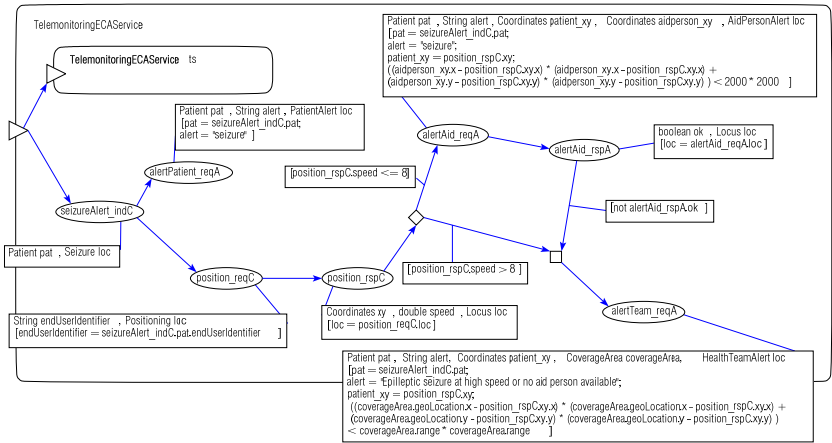 TelemonitoringECAService
TelemonitoringECAService ts
Patient pat , String alert , Coordinates patient_xy , Coordinates aidperson_xy , AidPersonAlert loc
[pat = seizureAlert_indC.pat;
alert = "seizure";
patient_xy = position_rspC.xy;
((aidperson_xy.x - position_rspC.xy.x) * (aidperson_xy.x - position_rspC.xy.x) +
(aidperson_xy.y - position_rspC.xy.y) * (aidperson_xy.y - position_rspC.xy.y) ) < 2000 * 2000 ]
Patient pat , String alert , PatientAlert loc
[pat = seizureAlert_indC.pat;
alert = "seizure" ]
alertAid_reqA
alertAid_rspA
boolean ok , Locus loc
[loc = alertAid_reqA.loc]
alertPatient_reqA
[position_rspC.speed <= 8]
seizureAlert_indC
[not alertAid_rspA.ok ]
Patient pat , Seizure loc
position_reqC
position_rspC
[position_rspC.speed > 8 ]
alertTeam_reqA
String endUserIdentifier , Positioning loc
[endUserIdentifier = seizureAlert_indC.pat.endUserIdentifier ]
Coordinates xy , double speed , Locus loc
[loc = position_reqC.loc]
Patient pat , String alert, Coordinates patient_xy , CoverageArea coverageArea, HealthTeamAlert loc
[pat = seizureAlert_indC.pat;
alert = "Epilleptic seizure at high speed or no aid person available";
patient_xy = position_rspC.xy;
((coverageArea.geoLocation.x - position_rspC.xy.x) * (coverageArea.geoLocation.x - position_rspC.xy.x) +
(coverageArea.geoLocation.y - position_rspC.xy.y) * (coverageArea.geoLocation.y - position_rspC.xy.y) )
< coverageArea.range * coverageArea.range ]